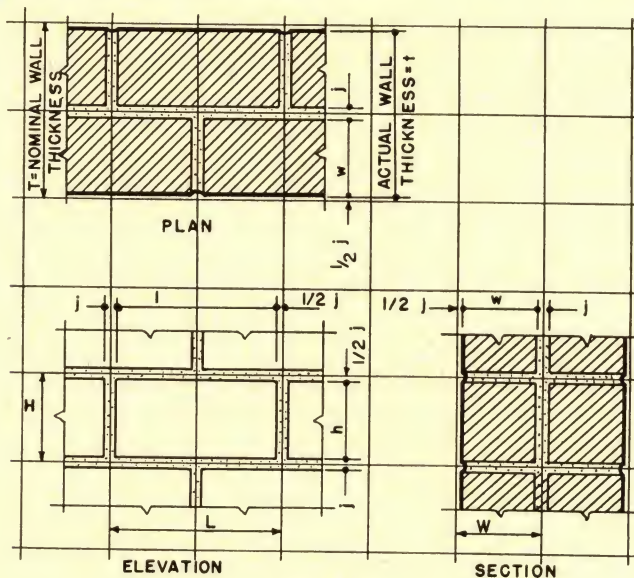 T=NOMINAL WALL
THICKNESS
j
w
1/2 j
ACTUAL WALL
THICKNESS=t
PLAN
j
l
1/2 j
1/2 j
H
h
j
L
ELEVATION
1/2 j
w
j
W
SECTION